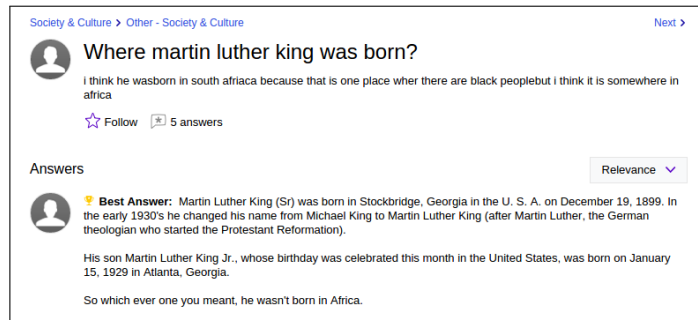 Society & Culture > Other - Society & Culture Next >
Where martin luther king was born?
i think he wasborn in south afriaca because that is one place wher there are black peoplebut i think it is somewhere in
africa
Follow 5 answers
Answers
Relevance
Best Answer: Martin Luther King (Sr) was born in Stockbridge, Georgia in the U. S. A. on December 19, 1899. In
the early 1930's he changed his name from Michael King to Martin Luther King (after Martin Luther, the German
theologian who started the Protestant Reformation).
His son Martin Luther King Jr., whose birthday was celebrated this month in the United States, was born on January
15, 1929 in Atlanta, Georgia.
So which ever one you meant, he wasn't born in Africa.